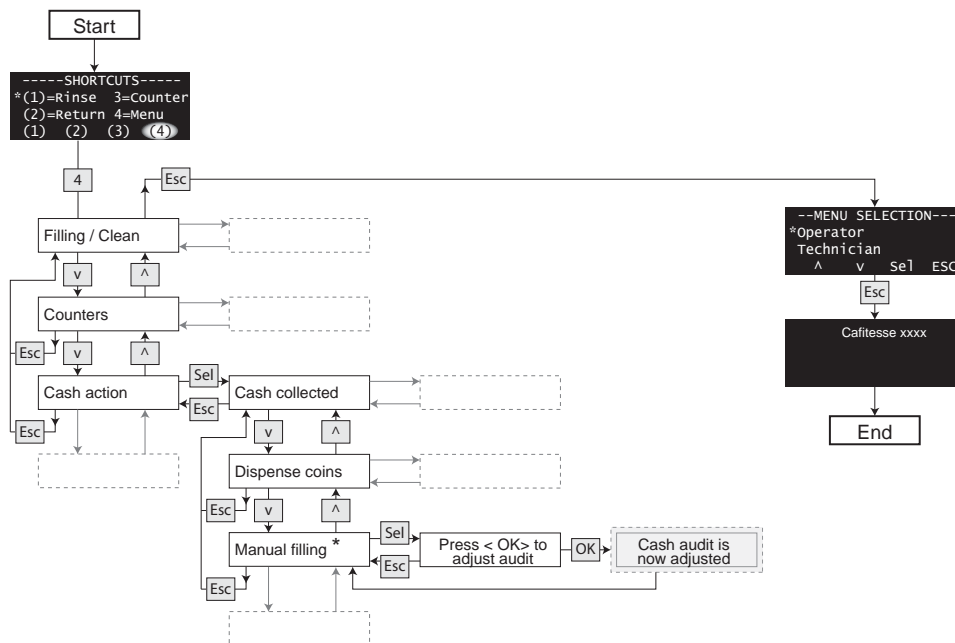 Start
-----SHORTCUTS-----
*(1)=Rinse 3=Counter
(2)=Return 4=Menu
(1) (2) (3) (4)
4
Esc
Filling / Clean
v
^
Counters
Esc
v
^
Cash action
Sel
Esc
Cash collected
Esc
v
^
Dispense coins
Esc
v
^
Manual filling *
Sel
Esc
Press < OK> to
adjust audit
OK
Cash audit is
now adjusted
Esc
--MENU SELECTION---
*Operator
Technician
^ v Sel ESC
Esc
Cafitesse xxxx
End